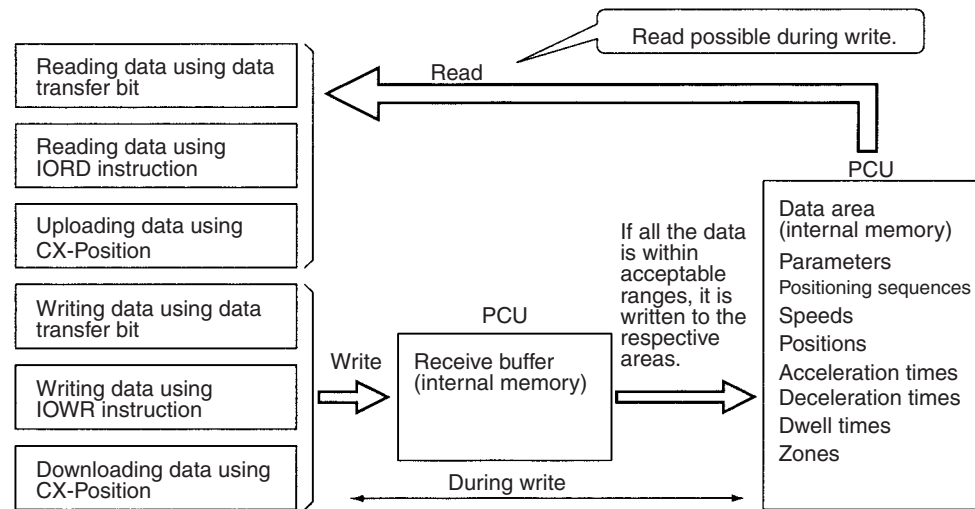 Read possible during write.
Reading data using data
transfer bit
Read
Reading data using
IORD instruction
PCU
Uploading data using
CX-Position
If all the data
is within
acceptable
ranges, it is
written to the
respective
areas.
Data area
(internal memory)
Parameters
Positioning sequences
Speeds
Positions
Acceleration times
Deceleration times
Dwell times
Zones
Writing data using data
transfer bit
PCU
Write
Receive buffer
(internal memory)
Writing data using
IOWR instruction
Downloading data using
CX-Position
During write